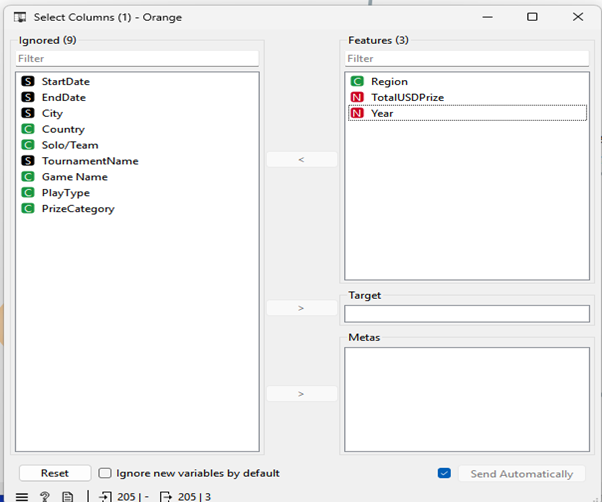 Select Columns (1) - Orange
Ignored (9)
Filter
S StartDate
S EndDate
S City
C Country
C Solo/Team
S TournamentName
C Game Name
C PlayType
C PrizeCategory
<
>
>
Features (3)
Filter
C Region
N TotalUSDPrize
N Year
Target
Metas
Reset
Ignore new variables by default
Send Automatically
205 | -
205 | 3